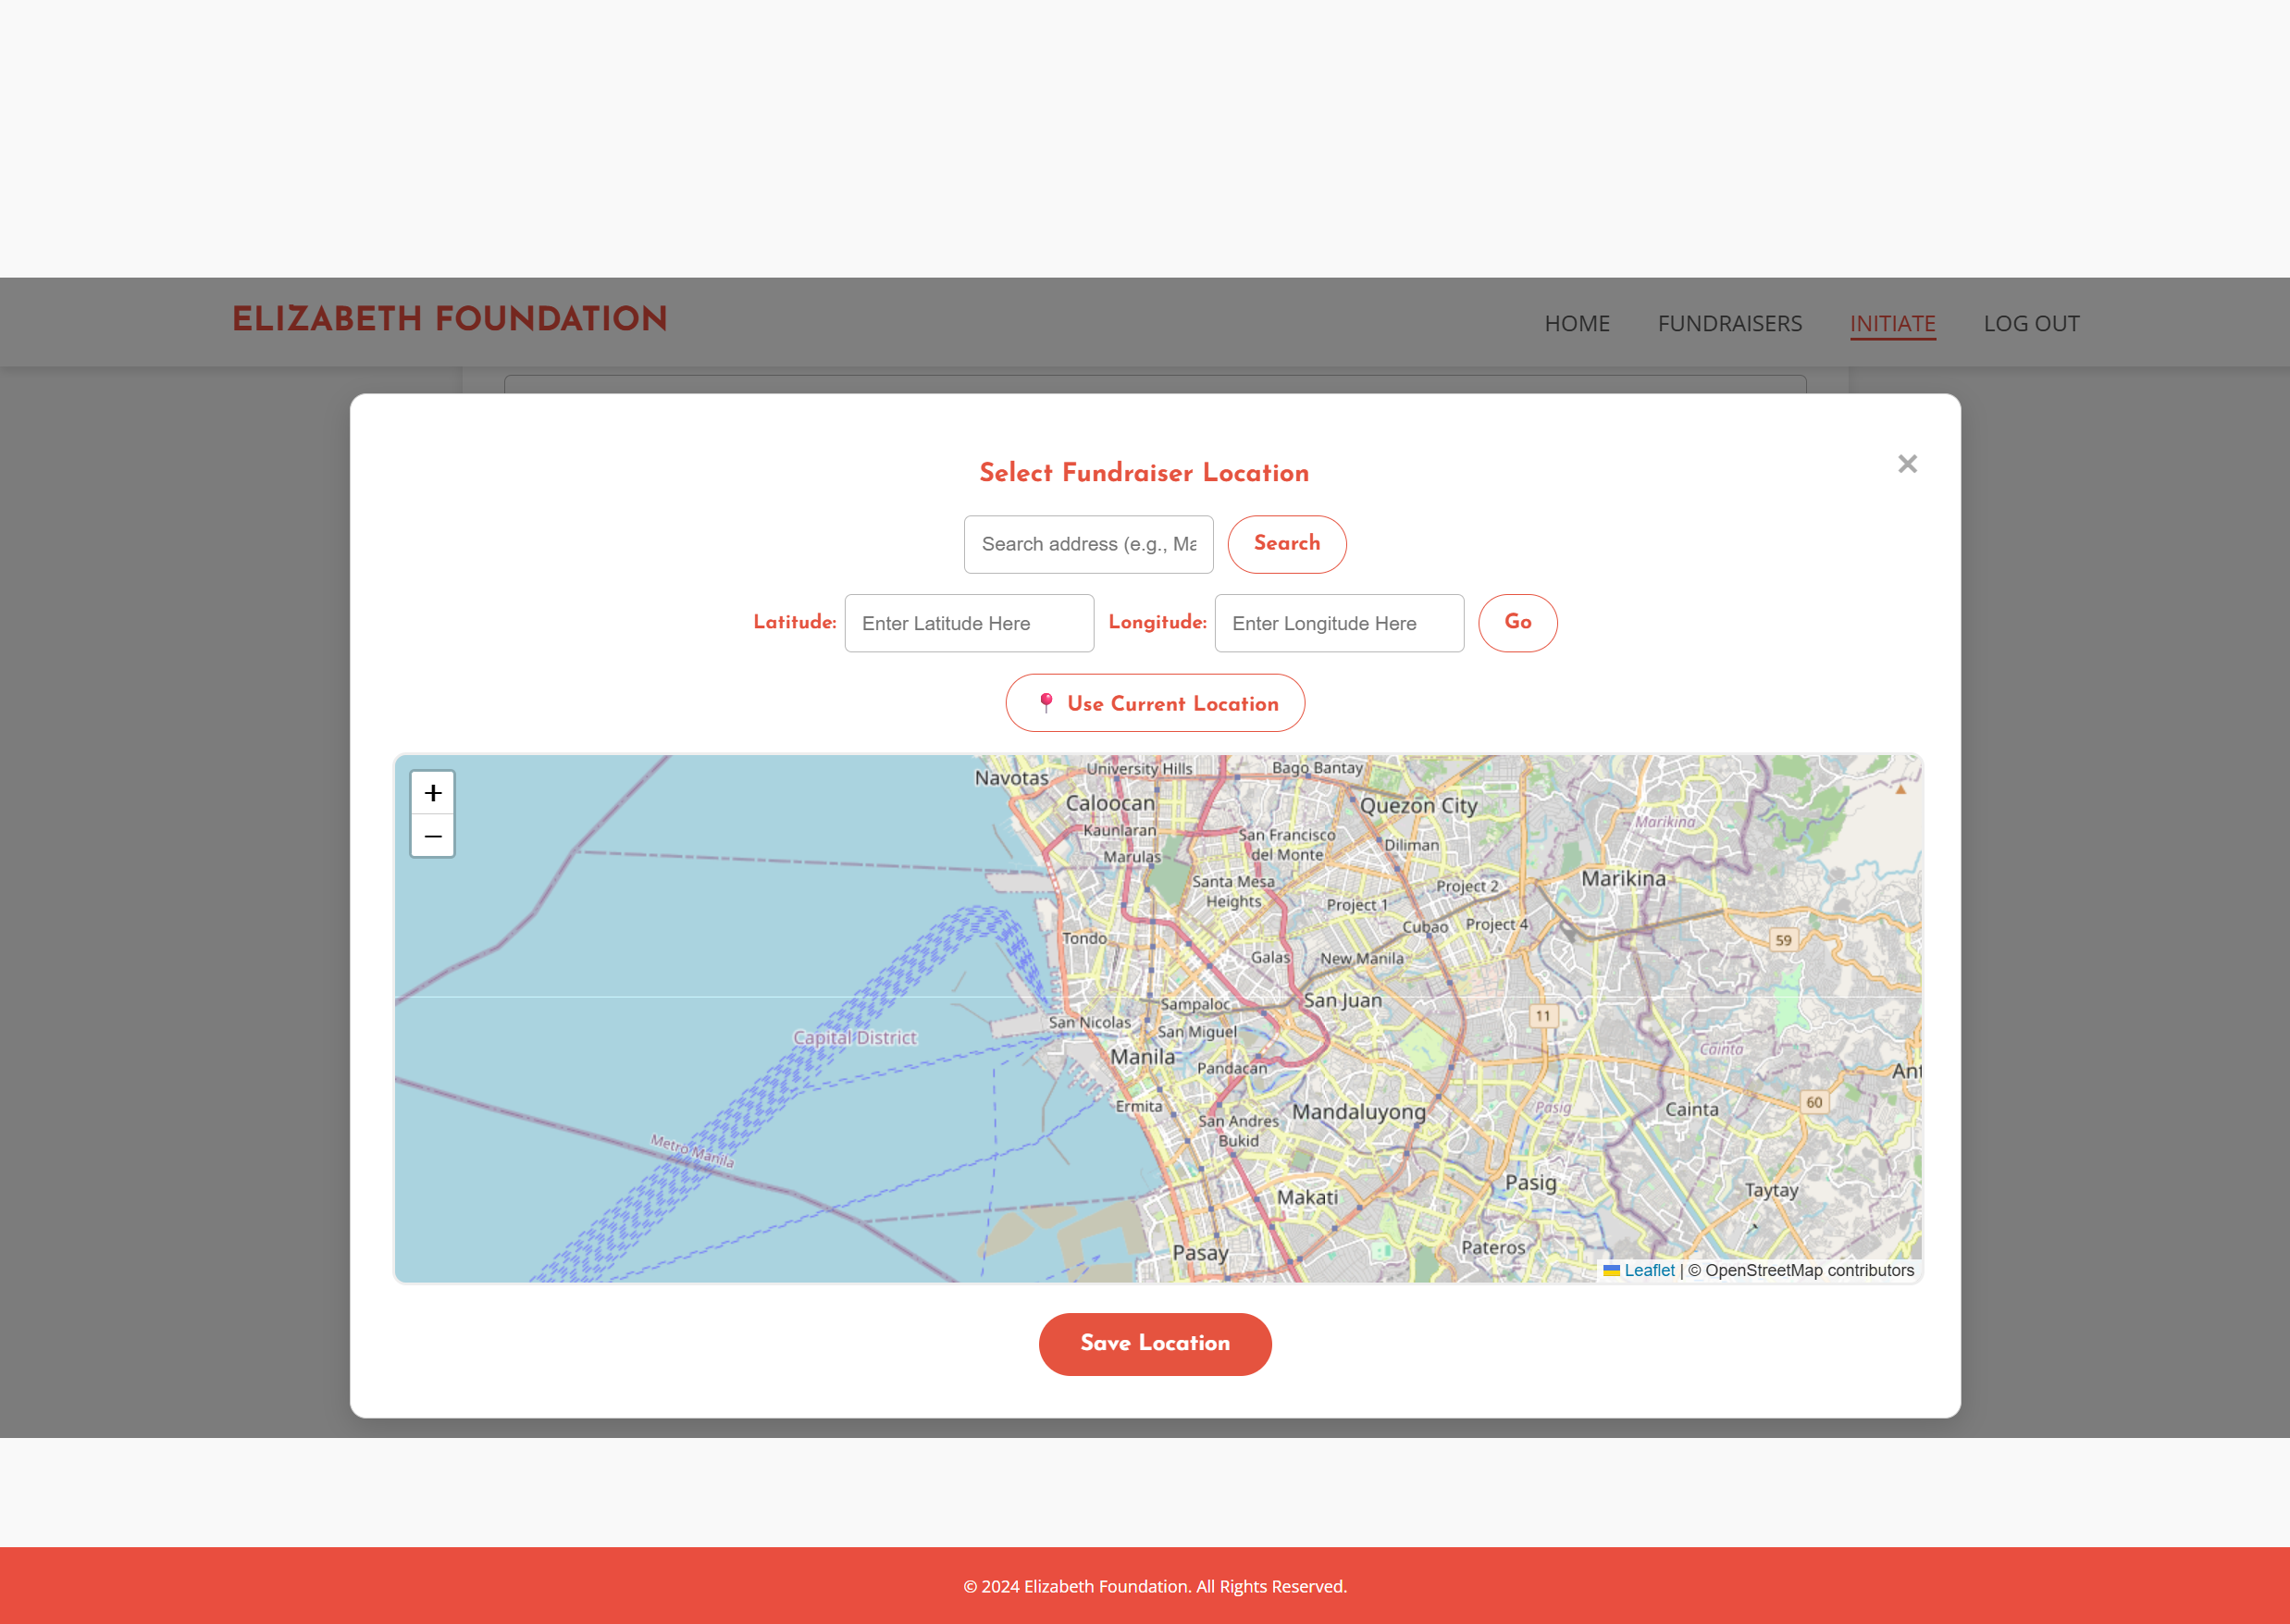 ELIZABETH FOUNDATION
HOME FUNDRAISERS INITIATE LOG OUT
Select Fundraiser Location
×
Search address (e.g., Ma
Search
Latitude: Enter Latitude Here Longitude: Enter Longitude Here Go
Use Current Location
+
−
Navotas
University Hills
Bago Bantay
Caloocan
Quezon City
Kaunlaran
San Francisco
del Monte
Marikina
Marulas
Diliman
Santa Mesa
Heights
Project 2
Marikina
Project 1
Tondo
Cubao
Project 4
59
Galas
New Manila
Sampaloc
San Juan
11
San Nicolas
San Miguel
Capital District
Manila
Cainta
Pandacan
Ant
Ermita
Mandaluyong
Pasig
Cainta
60
San Andres
Bukid
Metro Manila
Makati
Pasig
Taytay
Pasay
Pateros
Leaflet | © OpenStreetMap contributors
Save Location
© 2024 Elizabeth Foundation. All Rights Reserved.